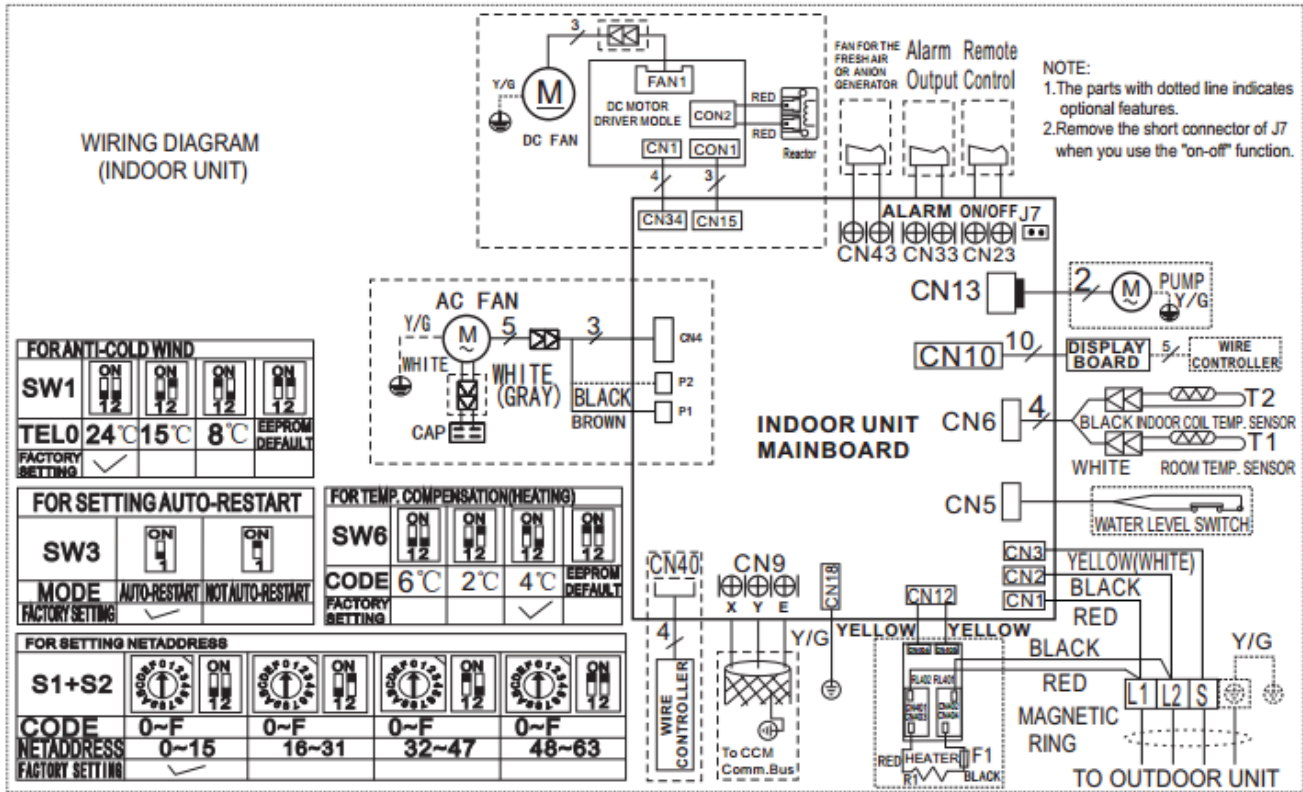 WIRING DIAGRAM
(INDOOR UNIT)
3
Y/G
M
DC FAN
FAN1
DC MOTOR
DRIVER MODLE
CON2
RED
RED
Reactor
CN1
CON1
4
3
CN34
CN15
FAN FOR THE
FRESH AIR
OR ANION
GENERATOR
Alarm
Output
Remote
Control
NOTE:
1.The parts with dotted line indicates
optional features.
2.Remove the short connector of J7
when you use the "on-off" function.
ALARM ON/OFF J7
CN43 CN33 CN23
CN13
2
M
~
PUMP
Y/G
CN10
10
DISPLAY
BOARD
5
WIRE
CONTROLLER
CN6
4
T2
BLACK INDOOR COIL TEMP. SENSOR
T1
WHITE ROOM TEMP. SENSOR
CN5
WATER LEVEL SWITCH
CN3
YELLOW(WHITE)
CN2
BLACK
CN1
RED
INDOOR UNIT
MAINBOARD
AC FAN
Y/G
M
~
5
3
CN4
WHITE
WHITE
(GRAY)
P2
BLACK
P1
BROWN
CAP
FOR ANTI-COLD WIND
SW1
ON
12
ON
12
ON
12
ON
12
TEL0 24℃ 15℃ 8℃ EEPROM DEFAULT
FACTORY
SETTING
FOR SETTING AUTO-RESTART
SW3
ON
1
ON
1
MODE AUTO-RESTART NOT AUTO-RESTART
FACTORY SETTING
FOR TEMP. COMPENSATION(HEATING)
SW6
ON
12
ON
12
ON
12
ON
12
CODE 6℃ 2℃ 4℃ EEPROM DEFAULT
FACTORY
SETTING
FOR SETTING NETADDRESS
S1+S2
ON
12
ON
12
ON
12
ON
12
CODE 0~F 0~F 0~F 0~F
NETADDRESS 0~15 16~31 32~47 48~63
FACTORY SETTING
CN40
4
WIRE
CONTROLLER
CN9
X Y E
Y/G
To CCM
Comm.Bus
CN18
CN12
YELLOW YELLOW
RL402 RL401
RED
HEATER
F1
R1
BLACK
BLACK
RED
MAGNETIC
RING
L1 L2 S
Y/G
TO OUTDOOR UNIT